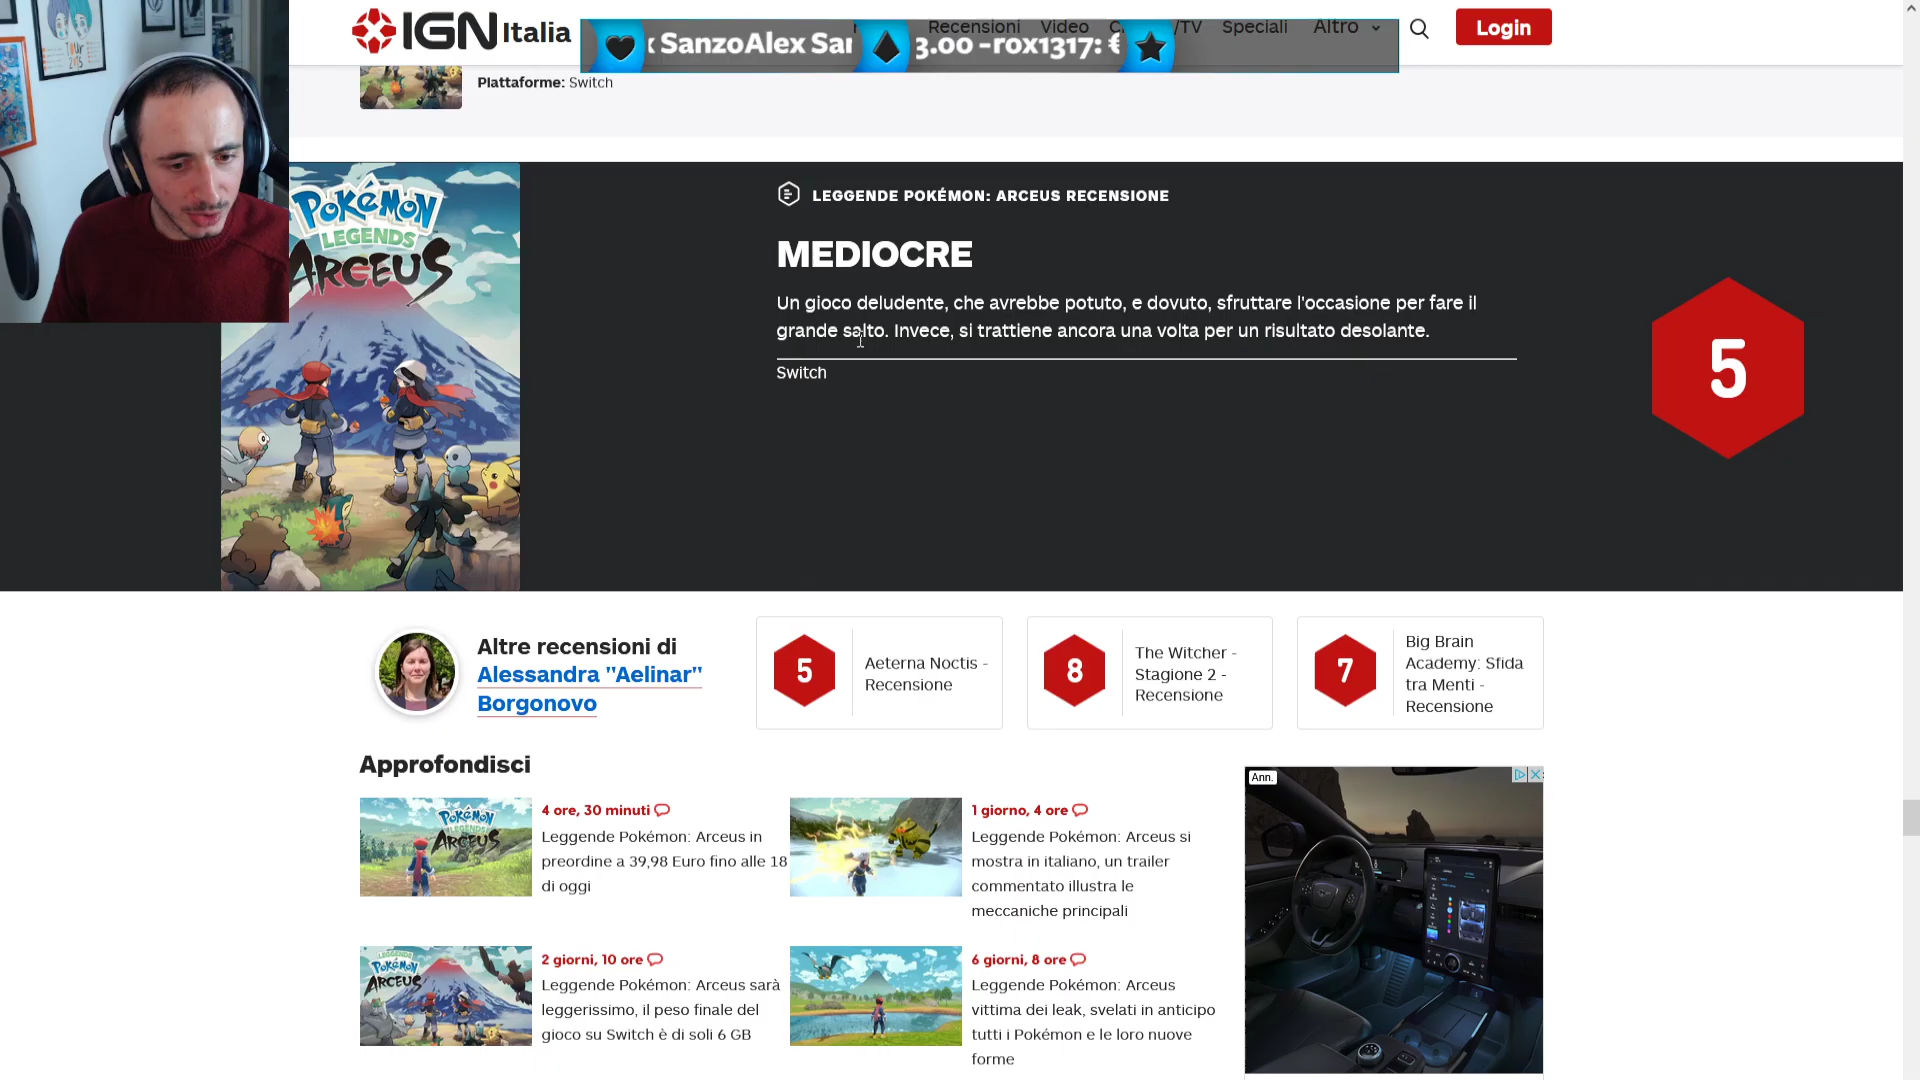 IGN Italia
Recensioni Video /TV Speciali Altro
Login
SanzoAlex 3.00 -rox1317: €
Piattaforme: Switch
POKÉMON
LEGENDS
ARCEUS
LEGGENDE POKÉMON: ARCEUS RECENSIONE
MEDIOCRE
Un gioco deludente, che avrebbe potuto, e dovuto, sfruttare l'occasione per fare il
grande salto. Invece, si trattiene ancora una volta per un risultato desolante.
Switch
5
Altre recensioni di
Alessandra "Aelinar"
Borgonovo
5
Aeterna Noctis -
Recensione
8
The Witcher -
Stagione 2 -
Recensione
7
Big Brain
Academy: Sfida
tra Menti -
Recensione
Approfondisci
4 ore, 30 minuti
Leggende Pokémon: Arceus in
preordine a 39,98 Euro fino alle 18
di oggi
1 giorno, 4 ore
Leggende Pokémon: Arceus si
mostra in italiano, un trailer
commentato illustra le
meccaniche principali
2 giorni, 10 ore
Leggende Pokémon: Arceus sarà
leggerissimo, il peso finale del
gioco su Switch è di soli 6 GB
6 giorni, 8 ore
Leggende Pokémon: Arceus
vittima dei leak, svelati in anticipo
tutti i Pokémon e le loro nuove
forme
Ann.